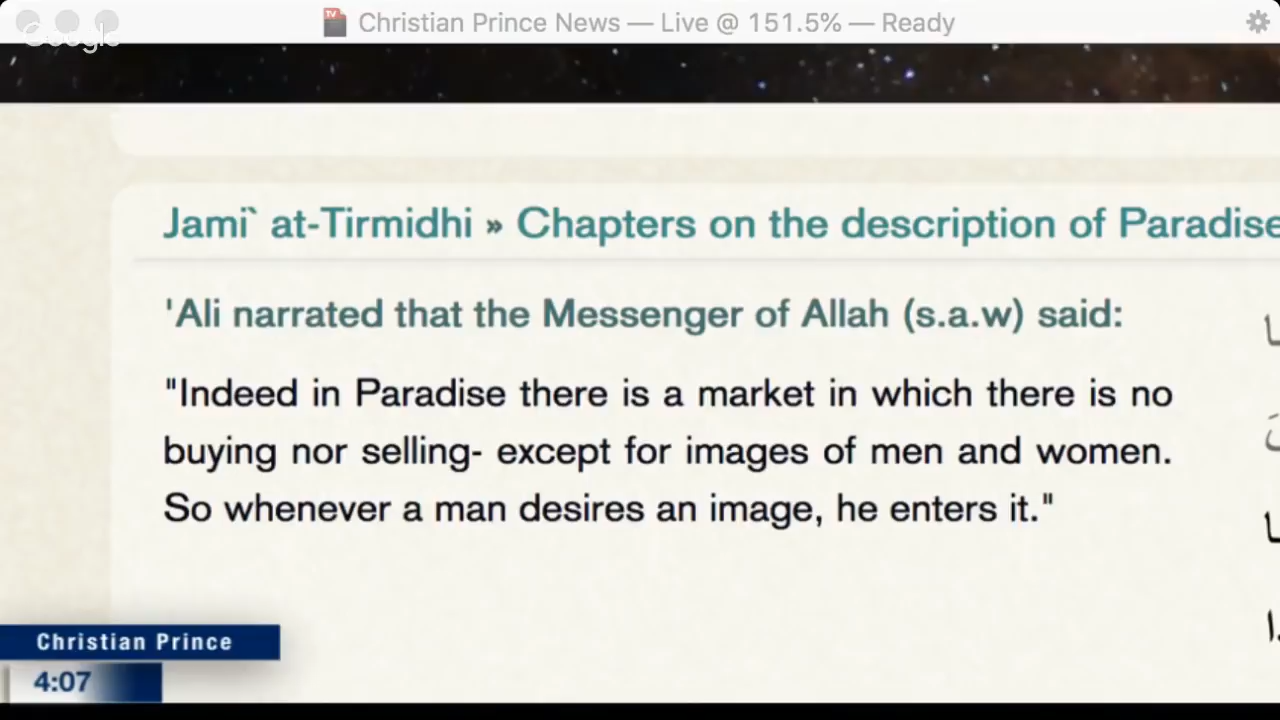 Christian Prince News — Live @ 151.5% — Ready
Google
Jami` at-Tirmidhi » Chapters on the description of Paradise
'Ali narrated that the Messenger of Allah (s.a.w) said:
"Indeed in Paradise there is a market in which there is no
buying nor selling- except for images of men and women.
So whenever a man desires an image, he enters it."
Christian Prince
4:07